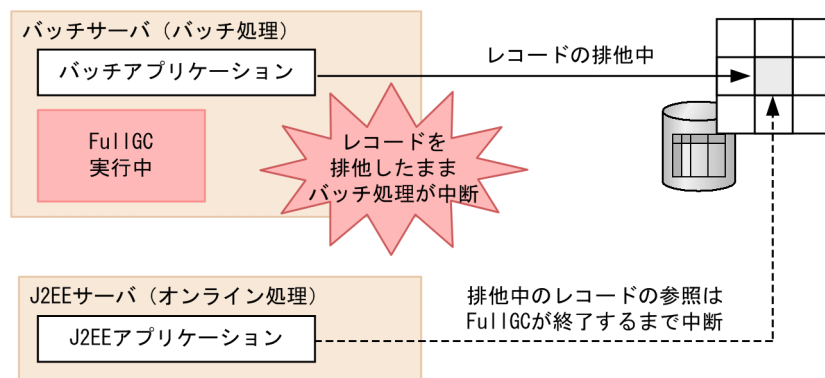 バッチサーバ（バッチ処理）
バッチアプリケーション
レコードの排他中
FullGC
実行中
レコードを
排他したまま
バッチ処理が中断
J2EEサーバ（オンライン処理）
J2EEアプリケーション
排他中のレコードの参照は
FullGCが終了するまで中断